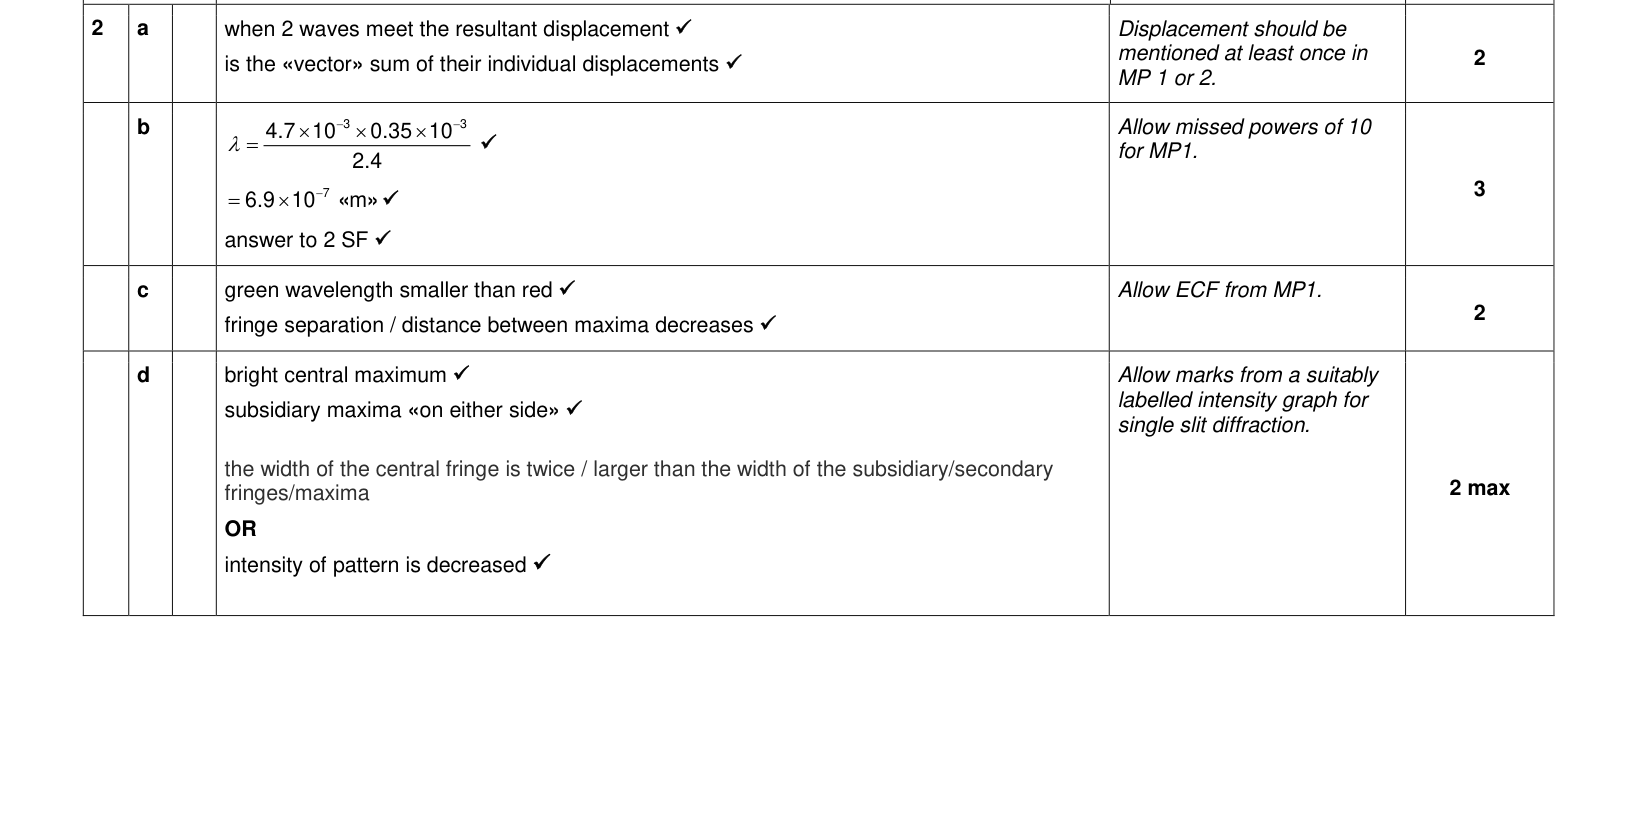 2 a when 2 waves meet the resultant displacement ✓ Displacement should be
mentioned at least once in
MP 1 or 2. 2
is the «vector» sum of their individual displacements ✓
b λ = 4.7×10⁻³×0.35×10⁻³ / 2.4 ✓ Allow missed powers of 10
for MP1. 3
= 6.9×10⁻⁷ «m» ✓
answer to 2 SF ✓
c green wavelength smaller than red ✓ Allow ECF from MP1. 2
fringe separation / distance between maxima decreases ✓
d bright central maximum ✓ Allow marks from a suitably
labelled intensity graph for
single slit diffraction. 2 max
subsidiary maxima «on either side» ✓
the width of the central fringe is twice / larger than the width of the subsidiary/secondary
fringes/maxima
OR
intensity of pattern is decreased ✓